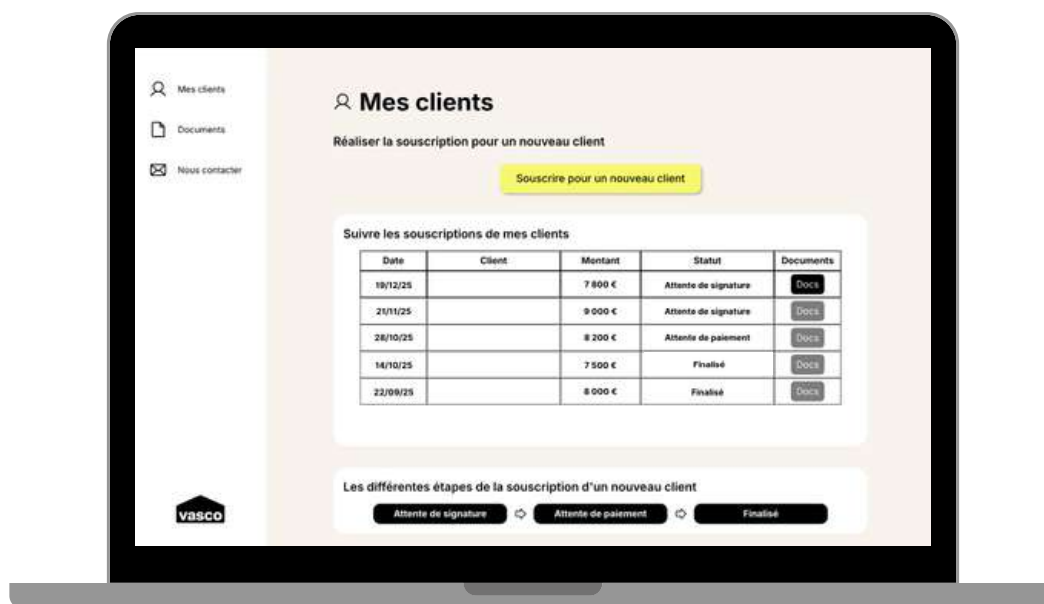 Mes clients
Documents
Nous contacter
Mes clients
Réaliser la souscription pour un nouveau client
Souscrire pour un nouveau client
Suivre les souscriptions de mes clients
Date Client Montant Statut Documents
19/12/25 7 800 € Attente de signature Docs
21/11/25 9 000 € Attente de signature Docs
28/10/25 8 200 € Attente de paiement Docs
14/10/25 7 500 € Finalisé Docs
22/09/25 8 000 € Finalisé Docs
Les différentes étapes de la souscription d'un nouveau client
Attente de signature ⇨ Attente de paiement ⇨ Finalisé
vasco